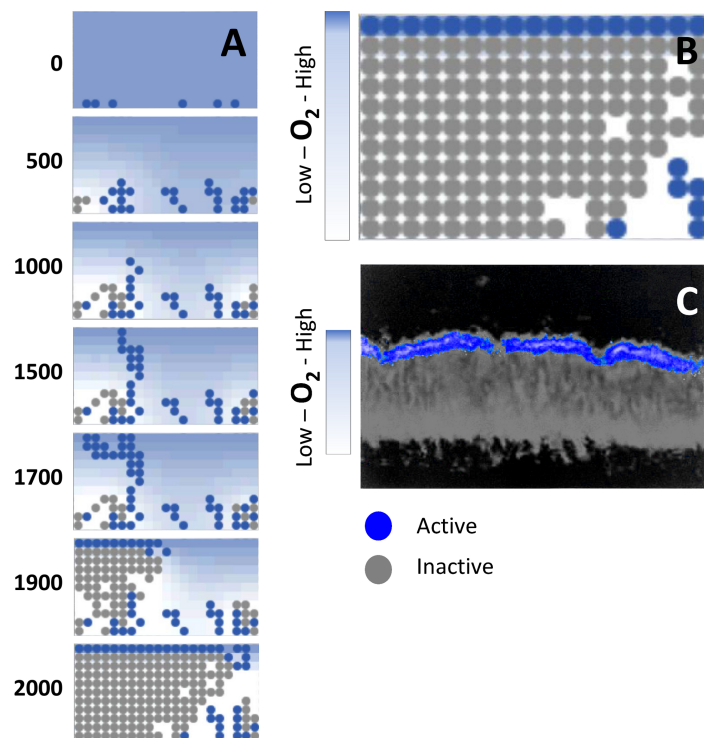 A
0
500
1000
1500
1700
1900
2000
Low – O₂ - High
B
Low – O₂ - High
C
Active
Inactive